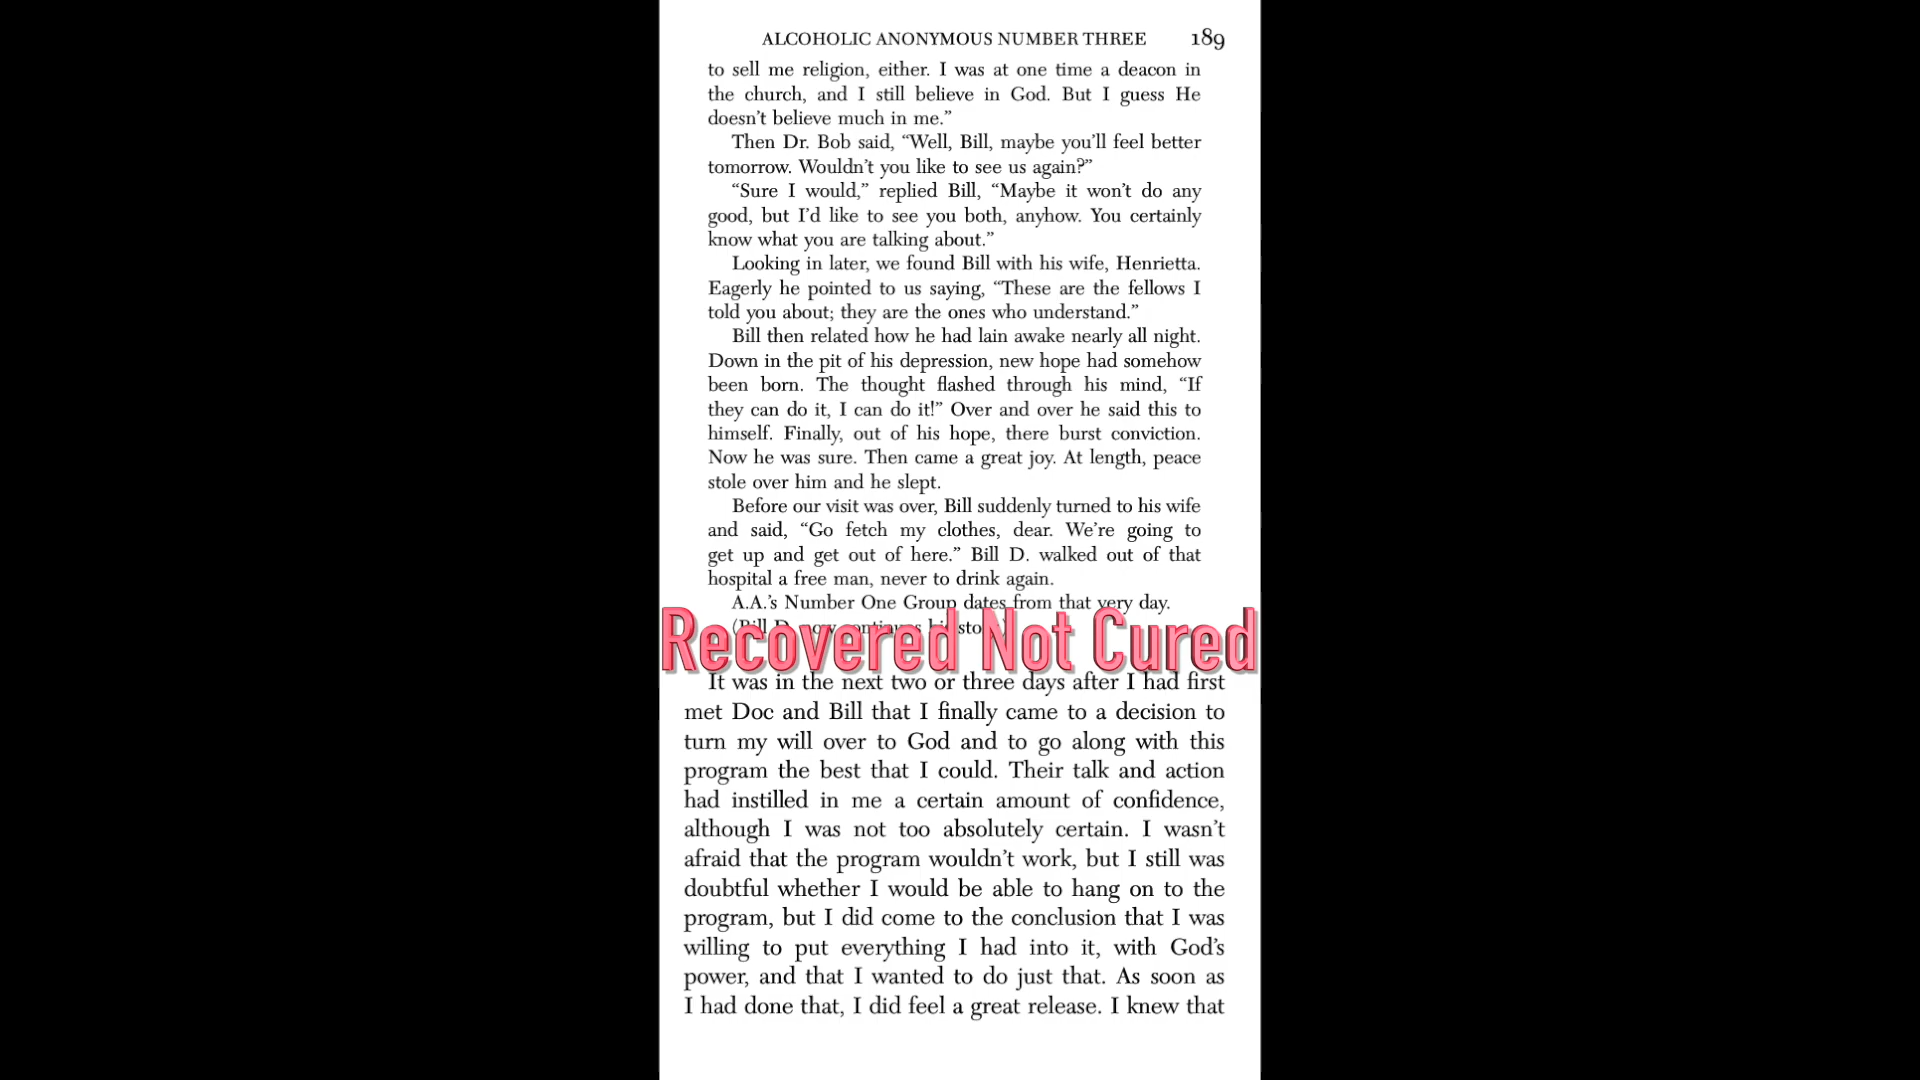 ALCOHOLIC ANONYMOUS NUMBER THREE 189
to sell me religion, either. I was at one time a deacon in
the church, and I still believe in God. But I guess He
doesn’t believe much in me.”
Then Dr. Bob said, “Well, Bill, maybe you’ll feel better
tomorrow. Wouldn’t you like to see us again?”
“Sure I would,” replied Bill, “Maybe it won’t do any
good, but I’d like to see you both, anyhow. You certainly
know what you are talking about.”
Looking in later, we found Bill with his wife, Henrietta.
Eagerly he pointed to us saying, “These are the fellows I
told you about; they are the ones who understand.”
Bill then related how he had lain awake nearly all night.
Down in the pit of his depression, new hope had somehow
been born. The thought flashed through his mind, “If
they can do it, I can do it!” Over and over he said this to
himself. Finally, out of his hope, there burst conviction.
Now he was sure. Then came a great joy. At length, peace
stole over him and he slept.
Before our visit was over, Bill suddenly turned to his wife
and said, “Go fetch my clothes, dear. We’re going to
get up and get out of here.” Bill D. walked out of that
hospital a free man, never to drink again.
A.A.’s Number One Group dates from that very day.
(Bill D. now continues his story.)
Recovered Not Cured
It was in the next two or three days after I had first
met Doc and Bill that I finally came to a decision to
turn my will over to God and to go along with this
program the best that I could. Their talk and action
had instilled in me a certain amount of confidence,
although I was not too absolutely certain. I wasn’t
afraid that the program wouldn’t work, but I still was
doubtful whether I would be able to hang on to the
program, but I did come to the conclusion that I was
willing to put everything I had into it, with God’s
power, and that I wanted to do just that. As soon as
I had done that, I did feel a great release. I knew that